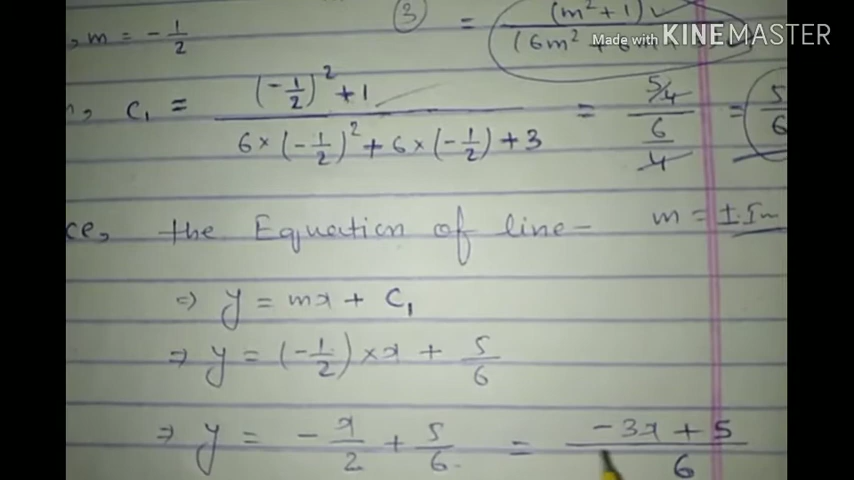 ③ = (m² + 1)
, m = -1/2
(6m² +
Made with KINEMASTER
, C₁ = ((-1/2)² + 1) / (6 × (-1/2)² + 6 × (-1/2) + 3) = (5/4) / (6/4) = 5/6
ce, the Equation of line - m =
⇒ y = mx + C₁
⇒ y = (-1/2) × x + 5/6
⇒ y = -x/2 + 5/6 = (-3x + 5)/6